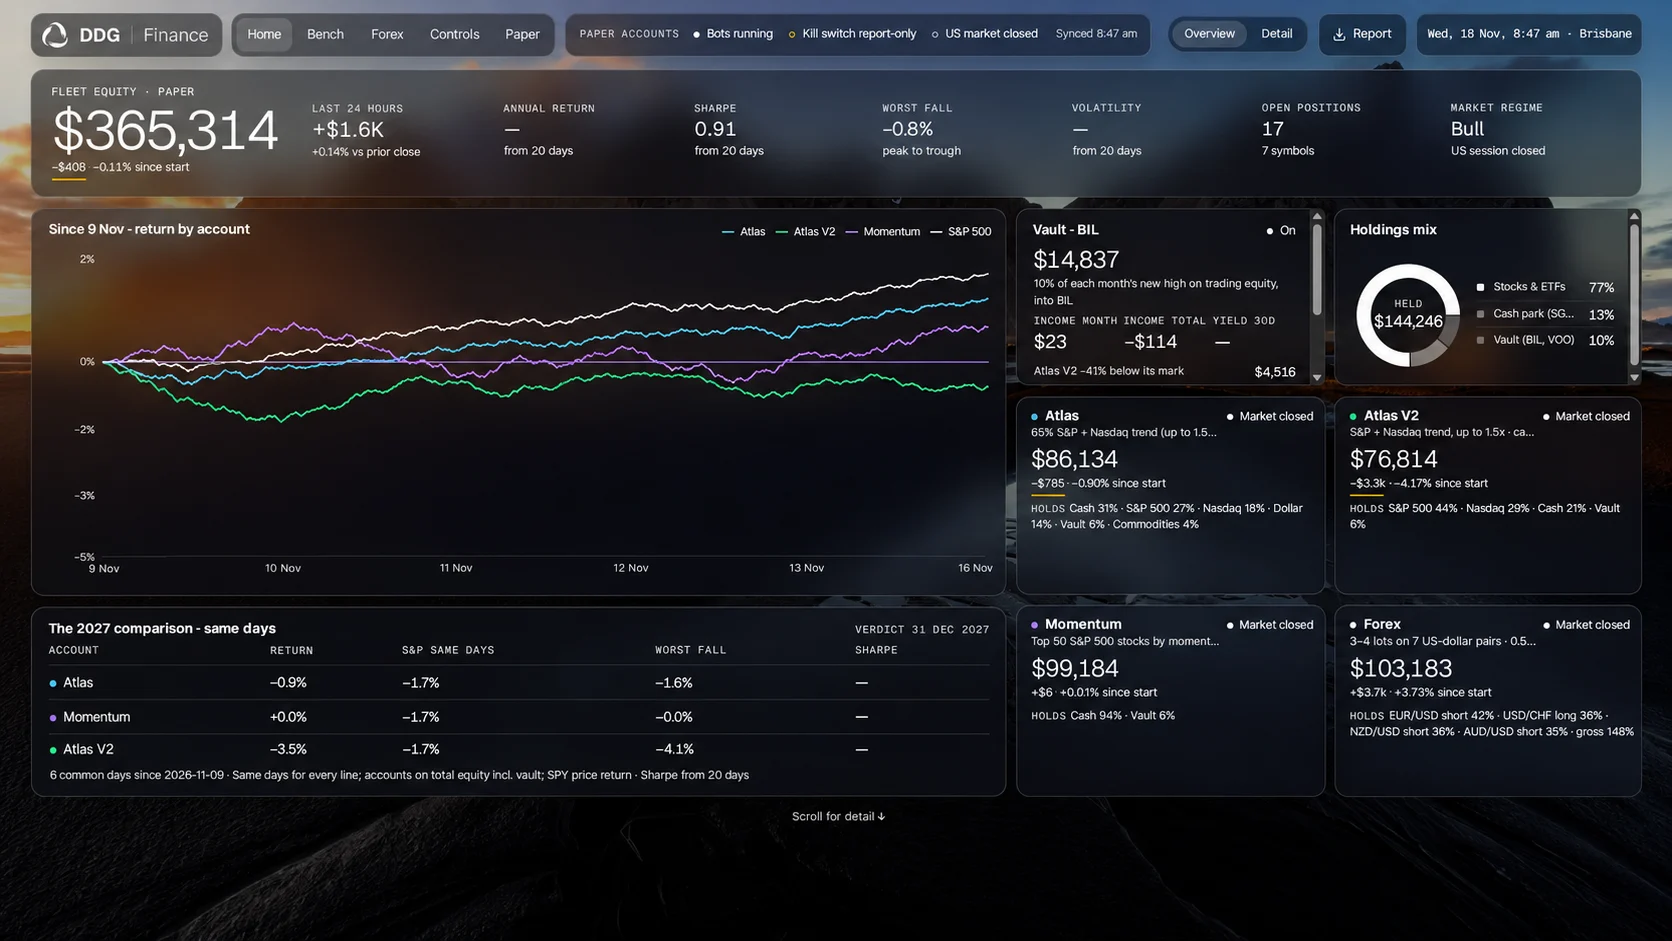 DDG | Finance
Home Bench Forex Controls Paper
PAPER ACCOUNTS Bots running Kill switch report-only US market closed Synced 8:47 am
Overview Detail
Report
Wed, 18 Nov, 8:47 am · Brisbane
FLEET EQUITY · PAPER
$365,314
–$408 –0.11% since start
LAST 24 HOURS
+$1.6K
+0.14% vs prior close
ANNUAL RETURN
—
from 20 days
SHARPE
0.91
from 20 days
WORST FALL
–0.8%
peak to trough
VOLATILITY
—
from 20 days
OPEN POSITIONS
17
7 symbols
MARKET REGIME
Bull
US session closed
Since 9 Nov - return by account
Atlas Atlas V2 Momentum S&P 500
2%
0%
–2%
–3%
–5%
9 Nov 10 Nov 11 Nov 12 Nov 13 Nov 16 Nov
Vault - BIL On
$14,837
10% of each month's new high on trading equity,
into BIL
INCOME MONTH INCOME TOTAL YIELD 30D
$23 –$114 —
Atlas V2 –41% below its mark $4,516
Holdings mix
HELD
$144,246
Stocks & ETFs 77%
Cash park (SG... 13%
Vault (BIL, VOO) 10%
Atlas Market closed
65% S&P + Nasdaq trend (up to 1.5...
$86,134
–$785 · –0.90% since start
HOLDS Cash 31% · S&P 500 27% · Nasdaq 18% · Dollar
14% · Vault 6% · Commodities 4%
Atlas V2 Market closed
S&P + Nasdaq trend, up to 1.5x · ca...
$76,814
–$3.3k · –4.17% since start
HOLDS S&P 500 44% · Nasdaq 29% · Cash 21% · Vault
6%
The 2027 comparison - same days VERDICT 31 DEC 2027
ACCOUNT RETURN S&P SAME DAYS WORST FALL SHARPE
Atlas –0.9% –1.7% –1.6% —
Momentum +0.0% –1.7% –0.0% —
Atlas V2 –3.5% –1.7% –4.1% —
6 common days since 2026-11-09 · Same days for every line; accounts on total equity incl. vault; SPY price return · Sharpe from 20 days
Momentum Market closed
Top 50 S&P 500 stocks by moment...
$99,184
+$6 · +0.0.1% since start
HOLDS Cash 94% · Vault 6%
Forex Market closed
3–4 lots on 7 US-dollar pairs · 0.5...
$103,183
+$3.7k · +3.73% since start
HOLDS EUR/USD short 42% · USD/CHF long 36% ·
NZD/USD short 36% · AUD/USD short 35% · gross 148%
Scroll for detail ↓